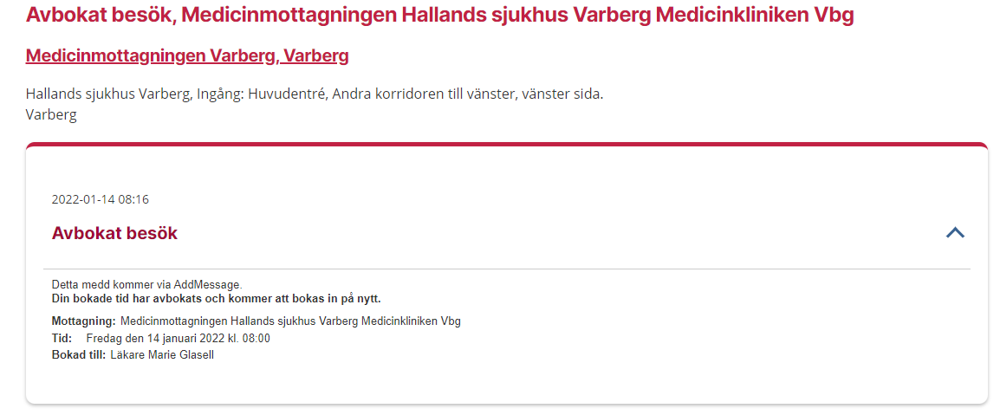 Avbokat besök, Medicinmottagningen Hallands sjukhus Varberg Medicinkliniken Vbg
Medicinmottagningen Varberg, Varberg
Hallands sjukhus Varberg, Ingång: Huvudentré, Andra korridoren till vänster, vänster sida.
Varberg
2022-01-14 08:16
Avbokat besök
Detta medd kommer via AddMessage.
Din bokade tid har avbokats och kommer att bokas in på nytt.
Mottagning: Medicinmottagningen Hallands sjukhus Varberg Medicinkliniken Vbg
Tid: Fredag den 14 januari 2022 kl. 08:00
Bokad till: Läkare Marie Glasell